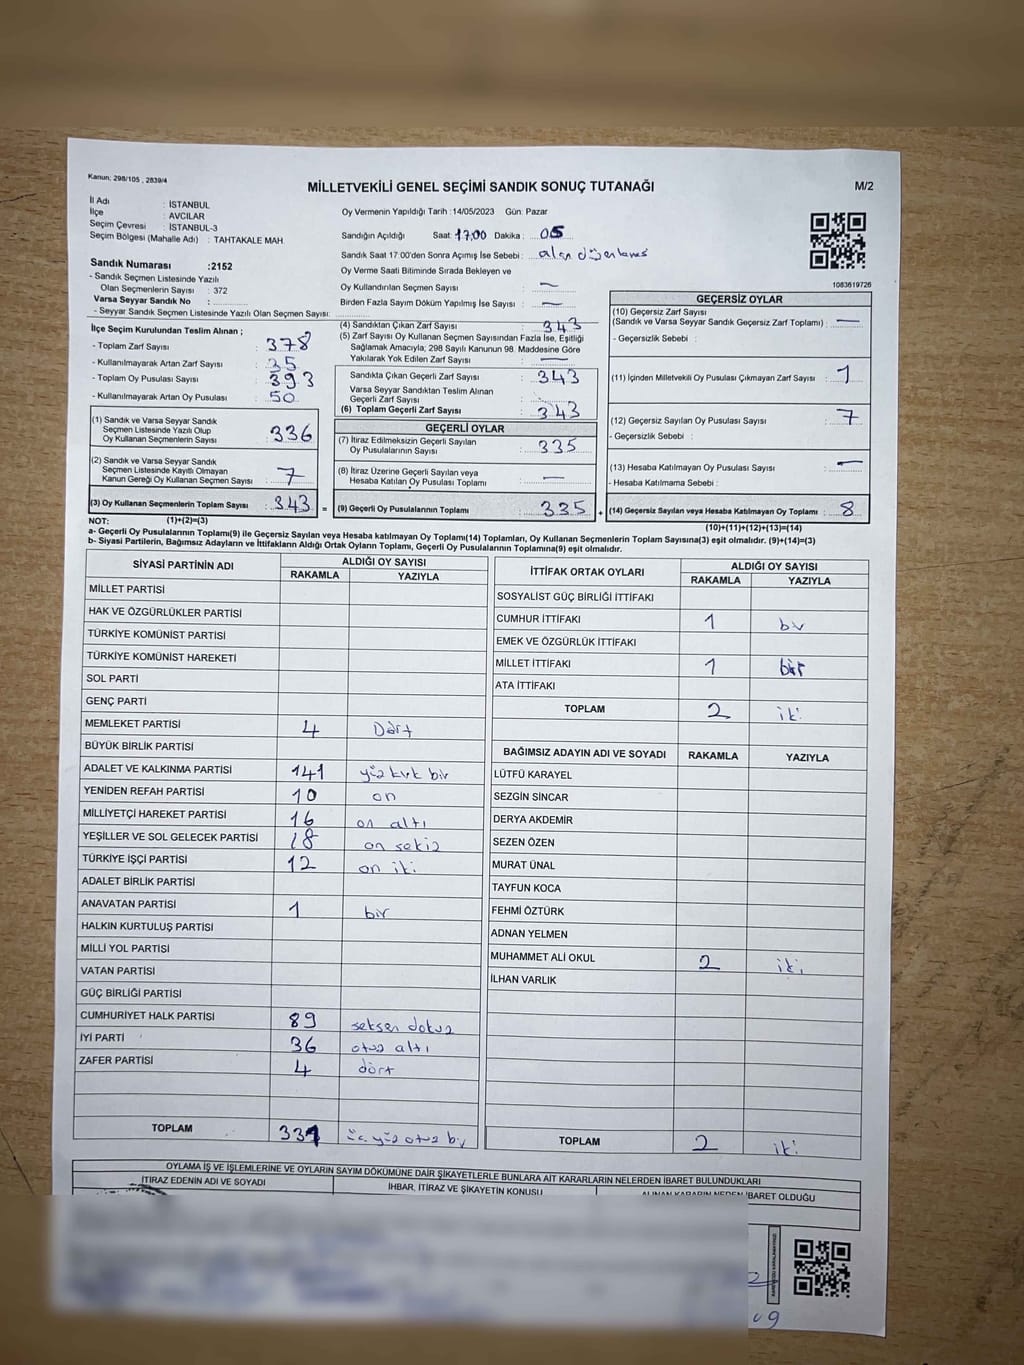 Kanun; 298/105 , 2839/4
MİLLETVEKİLİ GENEL SEÇİMİ SANDIK SONUÇ TUTANAĞI
M/2
İl Adı : İSTANBUL
İlçe : AVCILAR
Seçim Çevresi : İSTANBUL-3
Seçim Bölgesi (Mahalle Adı) : TAHTAKALE MAH
Oy Vermenin Yapıldığı Tarih :14/05/2023 Gün: Pazar
Sandığın Açıldığı Saat: 17:00 Dakika : 05
Sandık Saat 17:00'den Sonra Açımış İse Sebebi :
Oy Verme Saati Bitiminde Sırada Bekleyen ve
Oy Kullandırılan Seçmen Sayısı : —
Birden Fazla Sayım Döküm Yapılmış İse Sayısı : —
1083619726
Sandık Numarası :2152
- Sandık Seçmen Listesinde Yazılı
Olan Seçmenlerin Sayısı : 372
Varsa Seyyar Sandık No :
- Seyyar Sandık Seçmen Listesinde Yazılı Olan Seçmen Sayısı:
İlçe Seçim Kurulundan Teslim Alınan ;
- Toplam Zarf Sayısı : 378
- Kullanılmayarak Artan Zarf Sayısı : 35
- Toplam Oy Pusulası Sayısı : 393
- Kullanılmayarak Artan Oy Pusulası : 50
(1) Sandık ve Varsa Seyyar Sandık
Seçmen Listesinde Yazılı Olup
Oy Kullanan Seçmenlerin Sayısı : 336
(2) Sandık ve Varsa Seyyar Sandık
Seçmen Listesinde Kayıtlı Olmayan
Kanun Gereği Oy Kullanan Seçmen Sayısı : 7
(3) Oy Kullanan Seçmenlerin Toplam Sayısı : 343 =
(4) Sandıktan Çıkan Zarf Sayısı : 343
(5) Zarf Sayısı Oy Kullanan Seçmen Sayısından Fazla İse, Eşitliği
Sağlamak Amacıyla; 298 Sayılı Kanunun 98. Maddesine Göre
Yakılarak Yok Edilen Zarf Sayısı : —
Sandıkta Çıkan Geçerli Zarf Sayısı : 343
Varsa Seyyar Sandıktan Teslim Alınan
Geçerli Zarf Sayısı :
(6) Toplam Geçerli Zarf Sayısı : 343
GEÇERLİ OYLAR
(7) İtiraz Edilmeksizin Geçerli Sayılan
Oy Pusulalarının Sayısı : 335
(8) İtiraz Üzerine Geçerli Sayılan veya
Hesaba Katılan Oy Pusulası Toplamı : —
(9) Geçerli Oy Pusulalarının Toplamı : 335 +
GEÇERSİZ OYLAR
(10) Geçersiz Zarf Sayısı
(Sandık ve Varsa Seyyar Sandık Geçersiz Zarf Toplamı) : —
- Geçersizlik Sebebi :
(11) İçinden Milletvekili Oy Pusulası Çıkmayan Zarf Sayısı : 1
(12) Geçersiz Sayılan Oy Pusulası Sayısı : 7
- Geçersizlik Sebebi :
(13) Hesaba Katılmayan Oy Pusulası Sayısı : —
- Hesaba Katılmama Sebebi :
(14) Geçersiz Sayılan veya Hesaba Katılmayan Oy Toplamı : 8
NOT: (1)+(2)=(3) (10)+(11)+(12)+(13)=(14)
a- Geçerli Oy Pusulalarının Toplamı(9) ile Geçersiz Sayılan veya Hesaba katılmayan Oy Toplamı(14) Toplamları, Oy Kullanan Seçmenlerin Toplam Sayısına(3) eşit olmalıdır. (9)+(14)=(3)
b- Siyasi Partilerin, Bağımsız Adayların ve İttifakların Aldığı Ortak Oyların Toplamı, Geçerli Oy Pusulalarının Toplamına(9) eşit olmalıdır.
SİYASİ PARTİNİN ADI ALDIĞI OY SAYISI
RAKAMLA YAZIYLA
MİLLET PARTİSİ
HAK VE ÖZGÜRLÜKLER PARTİSİ
TÜRKİYE KOMÜNİST PARTİSİ
TÜRKİYE KOMÜNİST HAREKETİ
SOL PARTİ
GENÇ PARTİ
MEMLEKET PARTİSİ 4 Dört
BÜYÜK BİRLİK PARTİSİ
ADALET VE KALKINMA PARTİSİ 141 yüz kırk bir
YENİDEN REFAH PARTİSİ 10 on
MİLLİYETÇİ HAREKET PARTİSİ 16 on altı
YEŞİLLER VE SOL GELECEK PARTİSİ 18 on sekiz
TÜRKİYE İŞÇİ PARTİSİ 12 on iki
ADALET BİRLİK PARTİSİ
ANAVATAN PARTİSİ 1 bir
HALKIN KURTULUŞ PARTİSİ
MİLLİ YOL PARTİSİ
VATAN PARTİSİ
GÜÇ BİRLİĞİ PARTİSİ
CUMHURİYET HALK PARTİSİ 89 seksen dokuz
İYİ PARTİ 36 otuz altı
ZAFER PARTİSİ 4 dört
TOPLAM 331 üç yüz otuz bir
İTTİFAK ORTAK OYLARI ALDIĞI OY SAYISI
RAKAMLA YAZIYLA
SOSYALİST GÜÇ BİRLİĞİ İTTİFAKI
CUMHUR İTTİFAKI 1 bir
EMEK VE ÖZGÜRLÜK İTTİFAKI
MİLLET İTTİFAKI 1 bir
ATA İTTİFAKI
TOPLAM 2 iki
BAĞIMSIZ ADAYIN ADI VE SOYADI RAKAMLA YAZIYLA
LÜTFÜ KARAYEL
SEZGİN SİNCAR
DERYA AKDEMİR
SEZEN ÖZEN
MURAT ÜNAL
TAYFUN KOCA
FEHMİ ÖZTÜRK
ADNAN YELMEN
MUHAMMET ALİ OKUL 2 iki
İLHAN VARLIK
TOPLAM 2 iki
OYLAMA İŞ VE İŞLEMLERİNE VE OYLARIN SAYIM DÖKÜMÜNE DAİR ŞİKAYETLERLE BUNLARA AİT KARARLARIN NELERDEN İBARET BULUNDUKLARI
İTİRAZ EDENİN ADI VE SOYADI İHBAR, İTİRAZ VE ŞİKAYETİN KONUSU ALINAN KARARIN NEDEN İBARET OLDUĞU